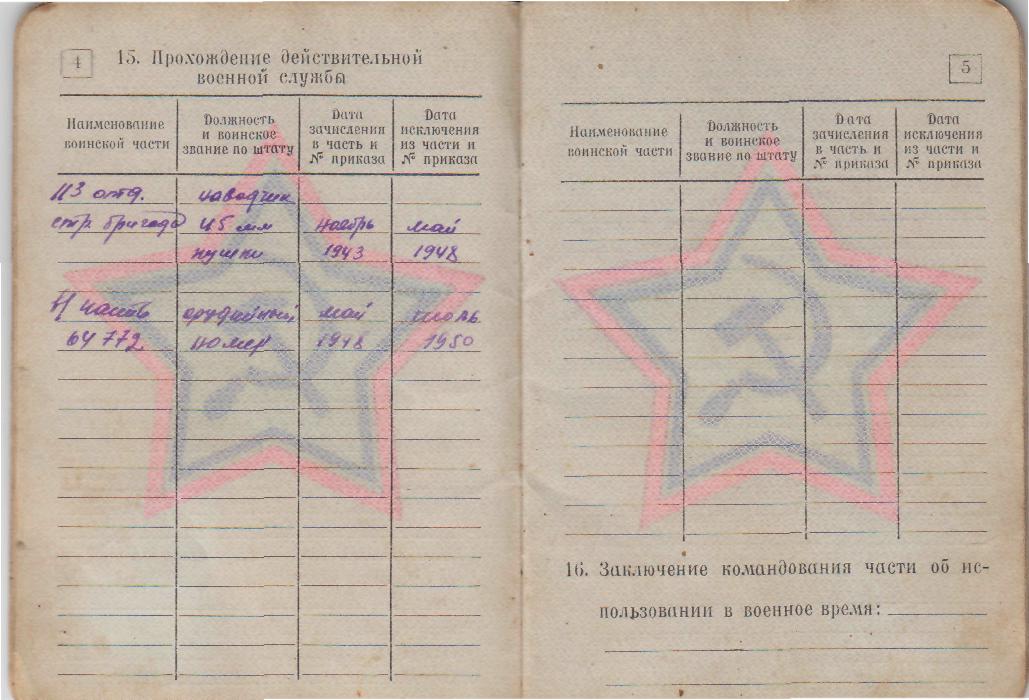 4
15. Прохождение действительной
военной службы
Наименование
воинской части
Должность
и воинское
звание по штату
Дата
зачисления
в часть и
№ приказа
Дата
исключения
из части и
№ приказа
113 отд. наводчик
стр. бригада 45 мм ноябрь май
пушки 1943 1948
часть орудийный май июль
64772 номер 1948 1950
5
Наименование
воинской части
Должность
и воинское
звание по штату
Дата
зачисления
в часть и
№ приказа
Дата
исключения
из части и
№ приказа
16. Заключение командования части об ис-
пользовании в военное время: